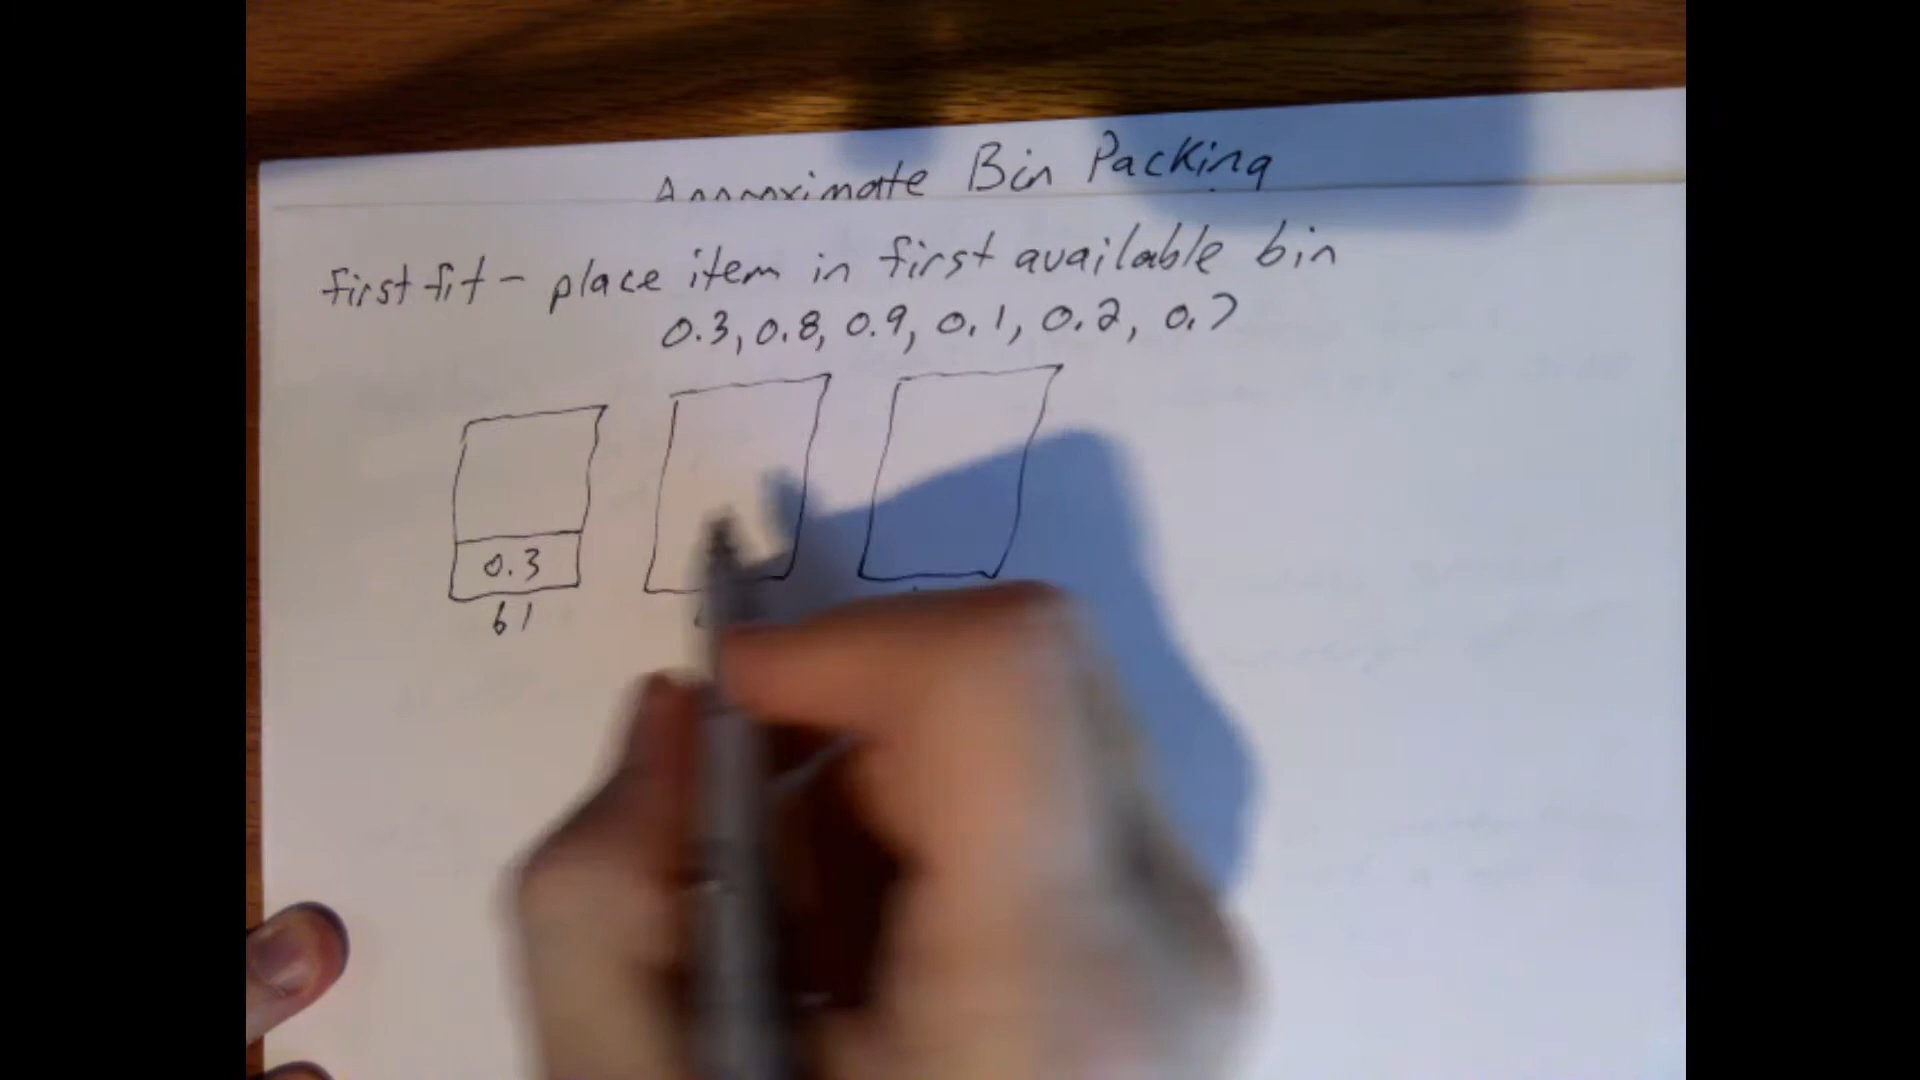 Approximate Bin Packing
first fit - place item in first available bin
0.3, 0.8, 0.9, 0.1, 0.2, 0.7
0.3
b1